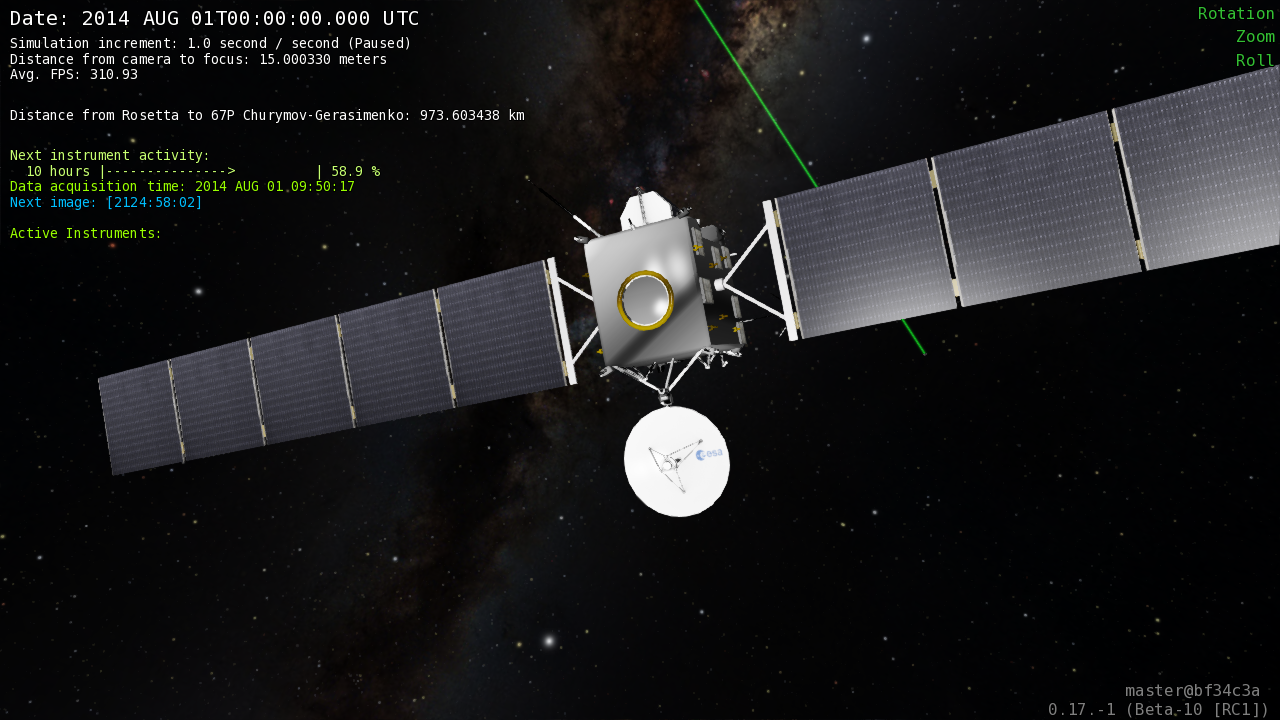 Date: 2014 AUG 01T00:00:00.000 UTC
Simulation increment: 1.0 second / second (Paused)
Distance from camera to focus: 15.000330 meters
Avg. FPS: 310.93
Distance from Rosetta to 67P Churymov-Gerasimenko: 973.603438 km
Next instrument activity:
10 hours |---------------> | 58.9 %
Data acquisition time: 2014 AUG 01 09:50:17
Next image: [2124:58:02]
Active Instruments:
Rotation
Zoom
Roll
esa
master@bf34c3a
0.17.-1 (Beta-10 [RC1])